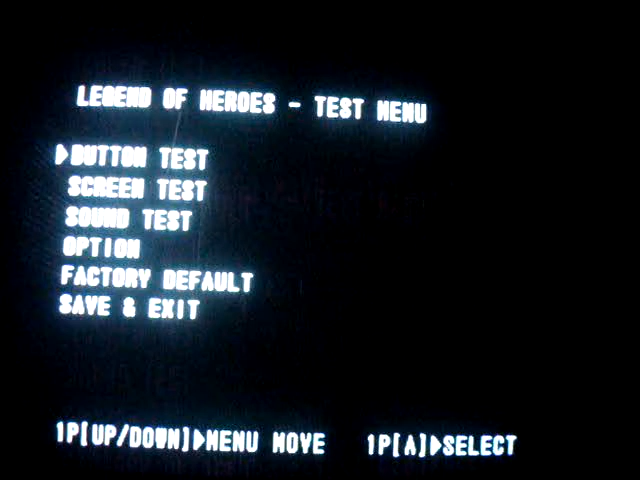 LEGEND OF HEROES - TEST MENU
▶BUTTON TEST
SCREEN TEST
SOUND TEST
OPTION
FACTORY DEFAULT
SAVE & EXIT
1P[UP/DOWN]▶MENU MOVE 1P[A]▶SELECT